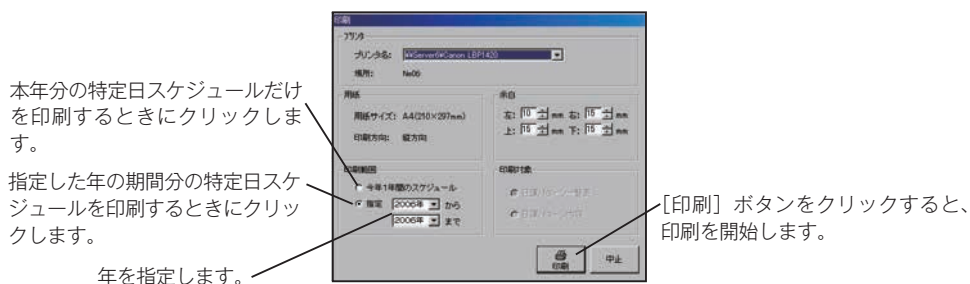 印刷
プリンタ
プリンタ名: ¥¥Server6¥Canon LBP1420
場所: Ne06
用紙
用紙サイズ: A4(210×297mm)
印刷方向: 縦方向
余白
左: 10 mm 右: 15 mm
上: 15 mm 下: 15 mm
印刷範囲
今年1年間のスケジュール
指定 2006年 から
2006年 まで
印刷対象
印刷
中止
本年分の特定日スケジュールだけ
を印刷するときにクリックしま
す。
指定した年の期間分の特定日スケ
ジュールを印刷するときにクリッ
クします。
年を指定します。
[印刷]ボタンをクリックすると、
印刷を開始します。